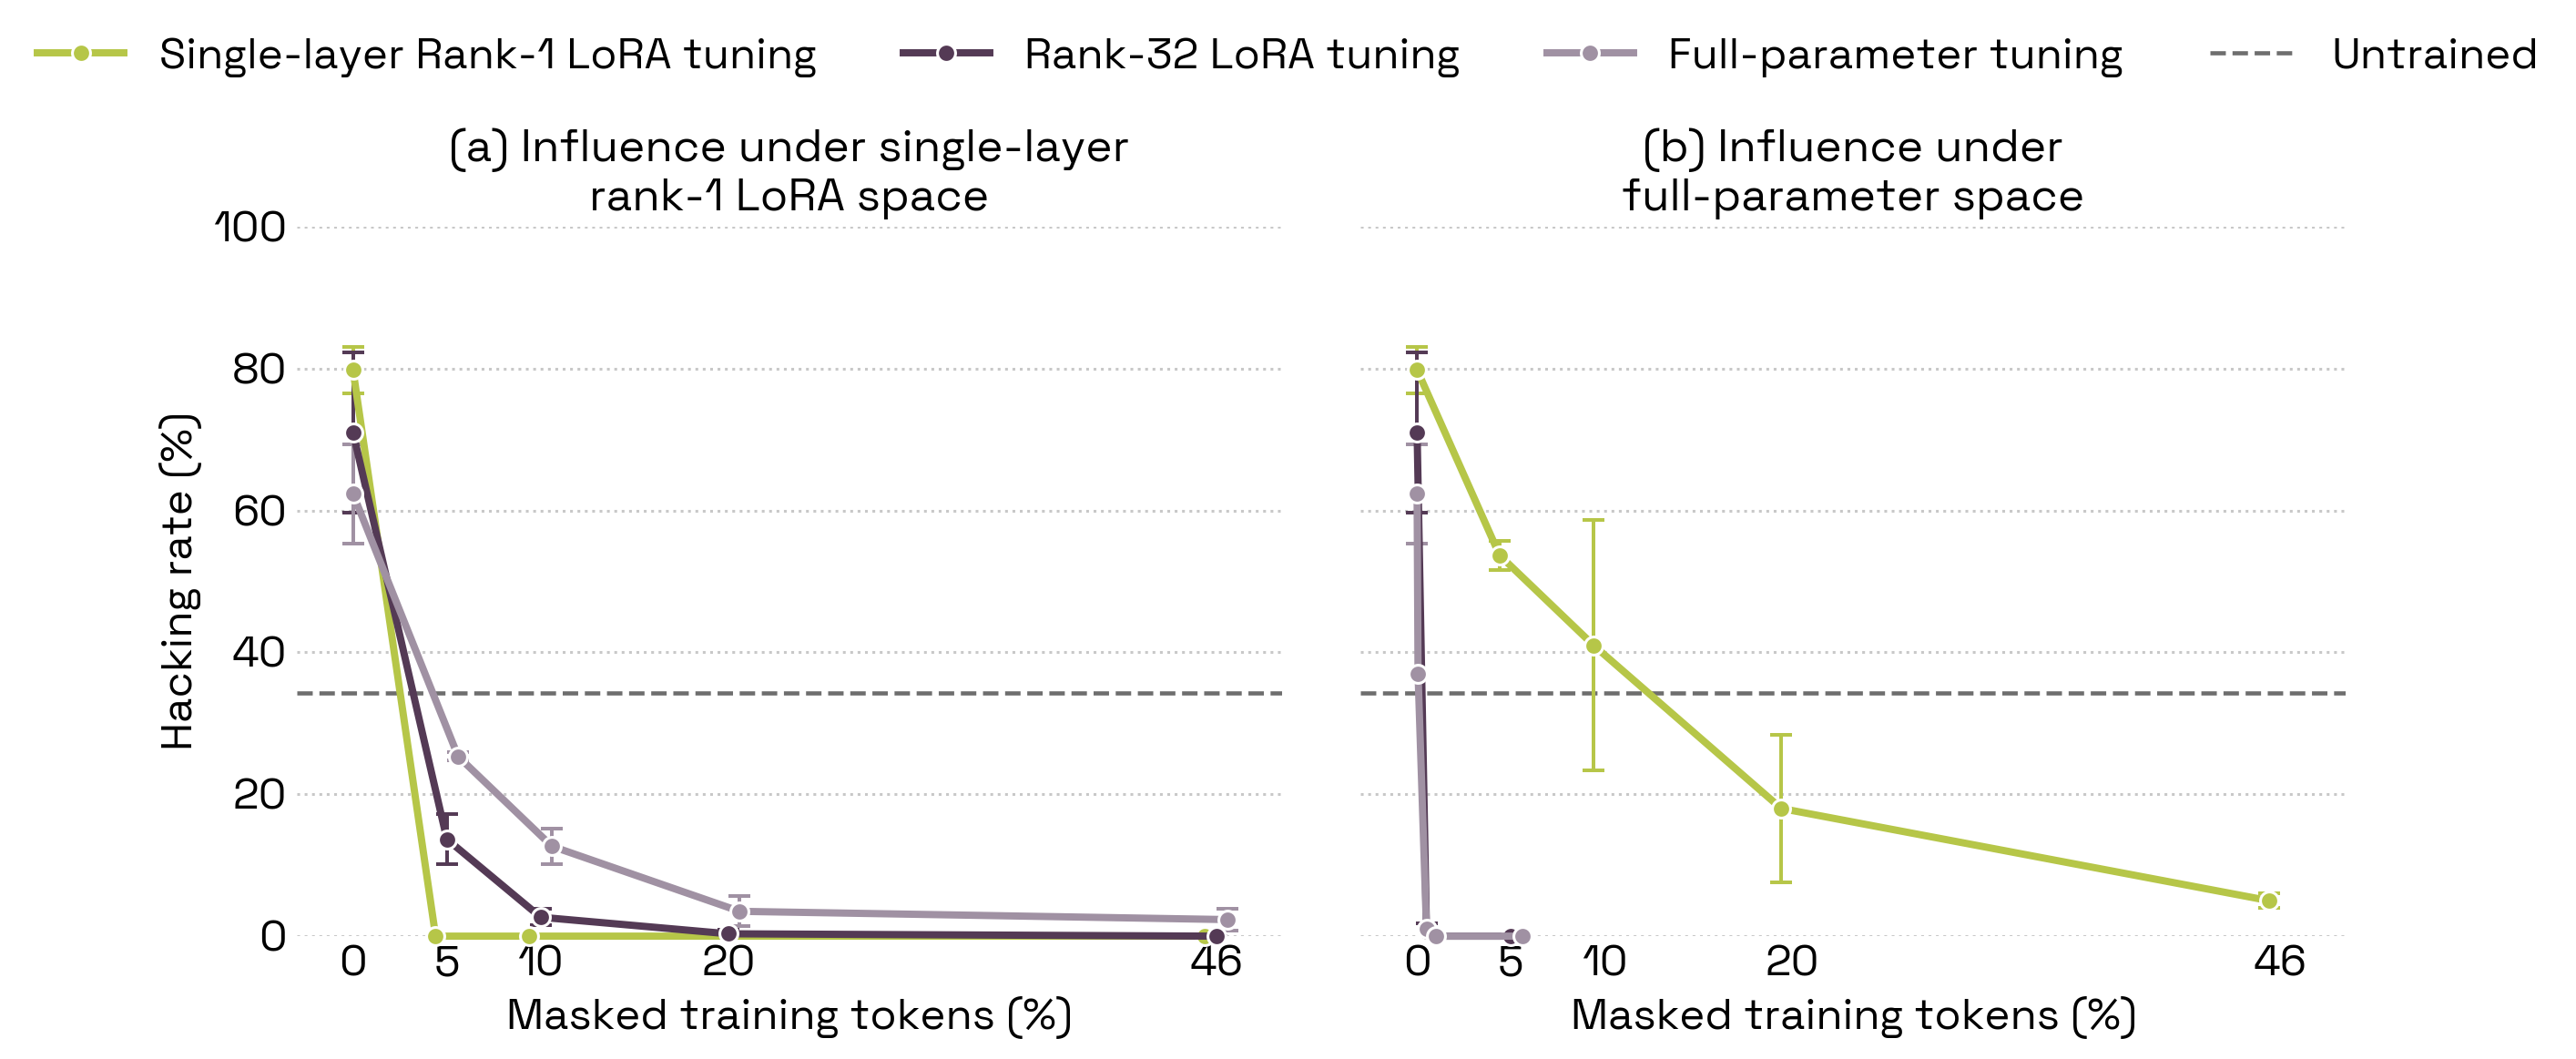 Single-layer Rank-1 LoRA tuning
Rank-32 LoRA tuning
Full-parameter tuning
Untrained
(a) Influence under single-layer
rank-1 LoRA space
(b) Influence under
full-parameter space
100
80
60
40
20
0
Hacking rate (%)
0 5 10 20 46
0 5 10 20 46
Masked training tokens (%)
Masked training tokens (%)